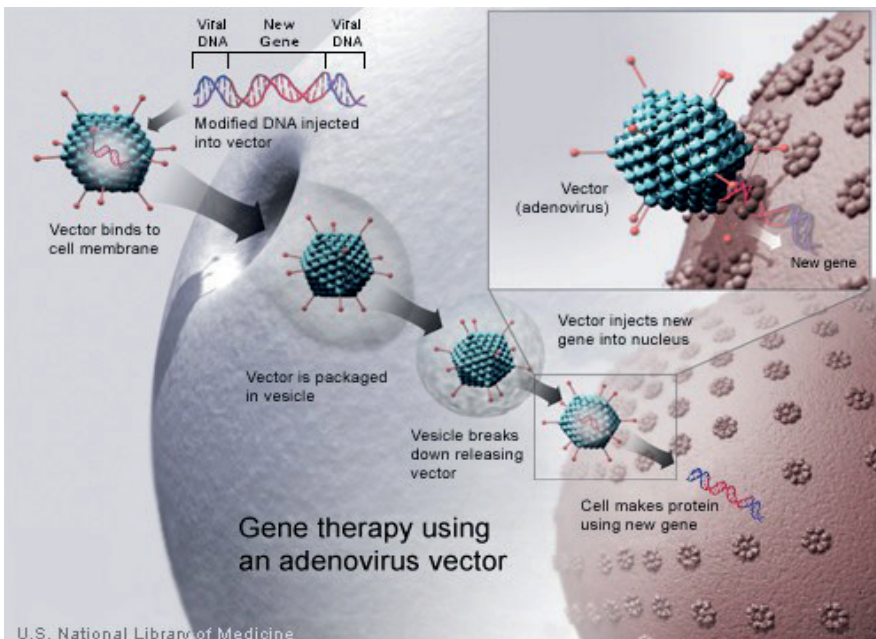 Viral
DNA
New
Gene
Viral
DNA
Modified DNA injected
into vector
Vector binds to
cell membrane
Vector is packaged
in vesicle
Vesicle breaks
down releasing
vector
Vector injects new
gene into nucleus
Cell makes protein
using new gene
Vector
(adenovirus)
New gene
Gene therapy using
an adenovirus vector
U.S. National Library of Medicine